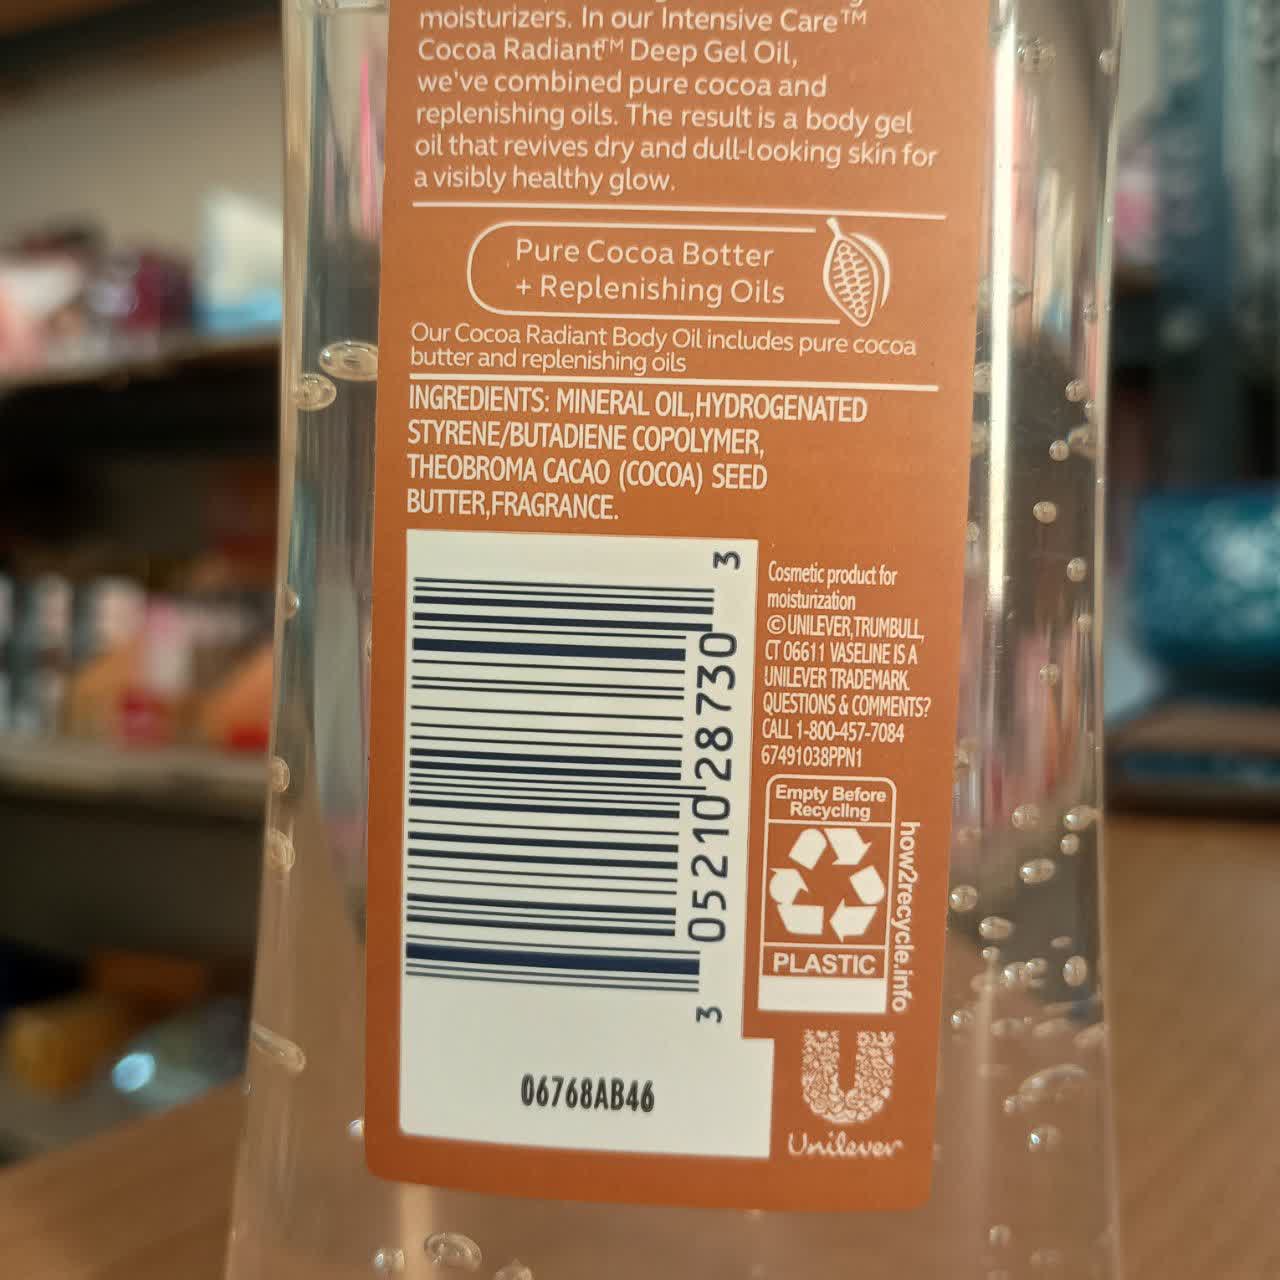 moisturizers. In our Intensive Care™
Cocoa Radiant™ Deep Gel Oil,
we've combined pure cocoa and
replenishing oils. The result is a body gel
oil that revives dry and dull-looking skin for
a visibly healthy glow.
Pure Cocoa Botter
+ Replenishing Oils
Our Cocoa Radiant Body Oil includes pure cocoa
butter and replenishing oils
INGREDIENTS: MINERAL OIL,HYDROGENATED
STYRENE/BUTADIENE COPOLYMER,
THEOBROMA CACAO (COCOA) SEED
BUTTER,FRAGRANCE.
3 05210 28730 3
06768AB46
Cosmetic product for
moisturization
©UNILEVER,TRUMBULL,
CT 06611 VASELINE IS A
UNILEVER TRADEMARK.
QUESTIONS & COMMENTS?
CALL 1-800-457-7084
67491038PPN1
Empty Before
Recycling
PLASTIC
how2recycle.info
Unilever